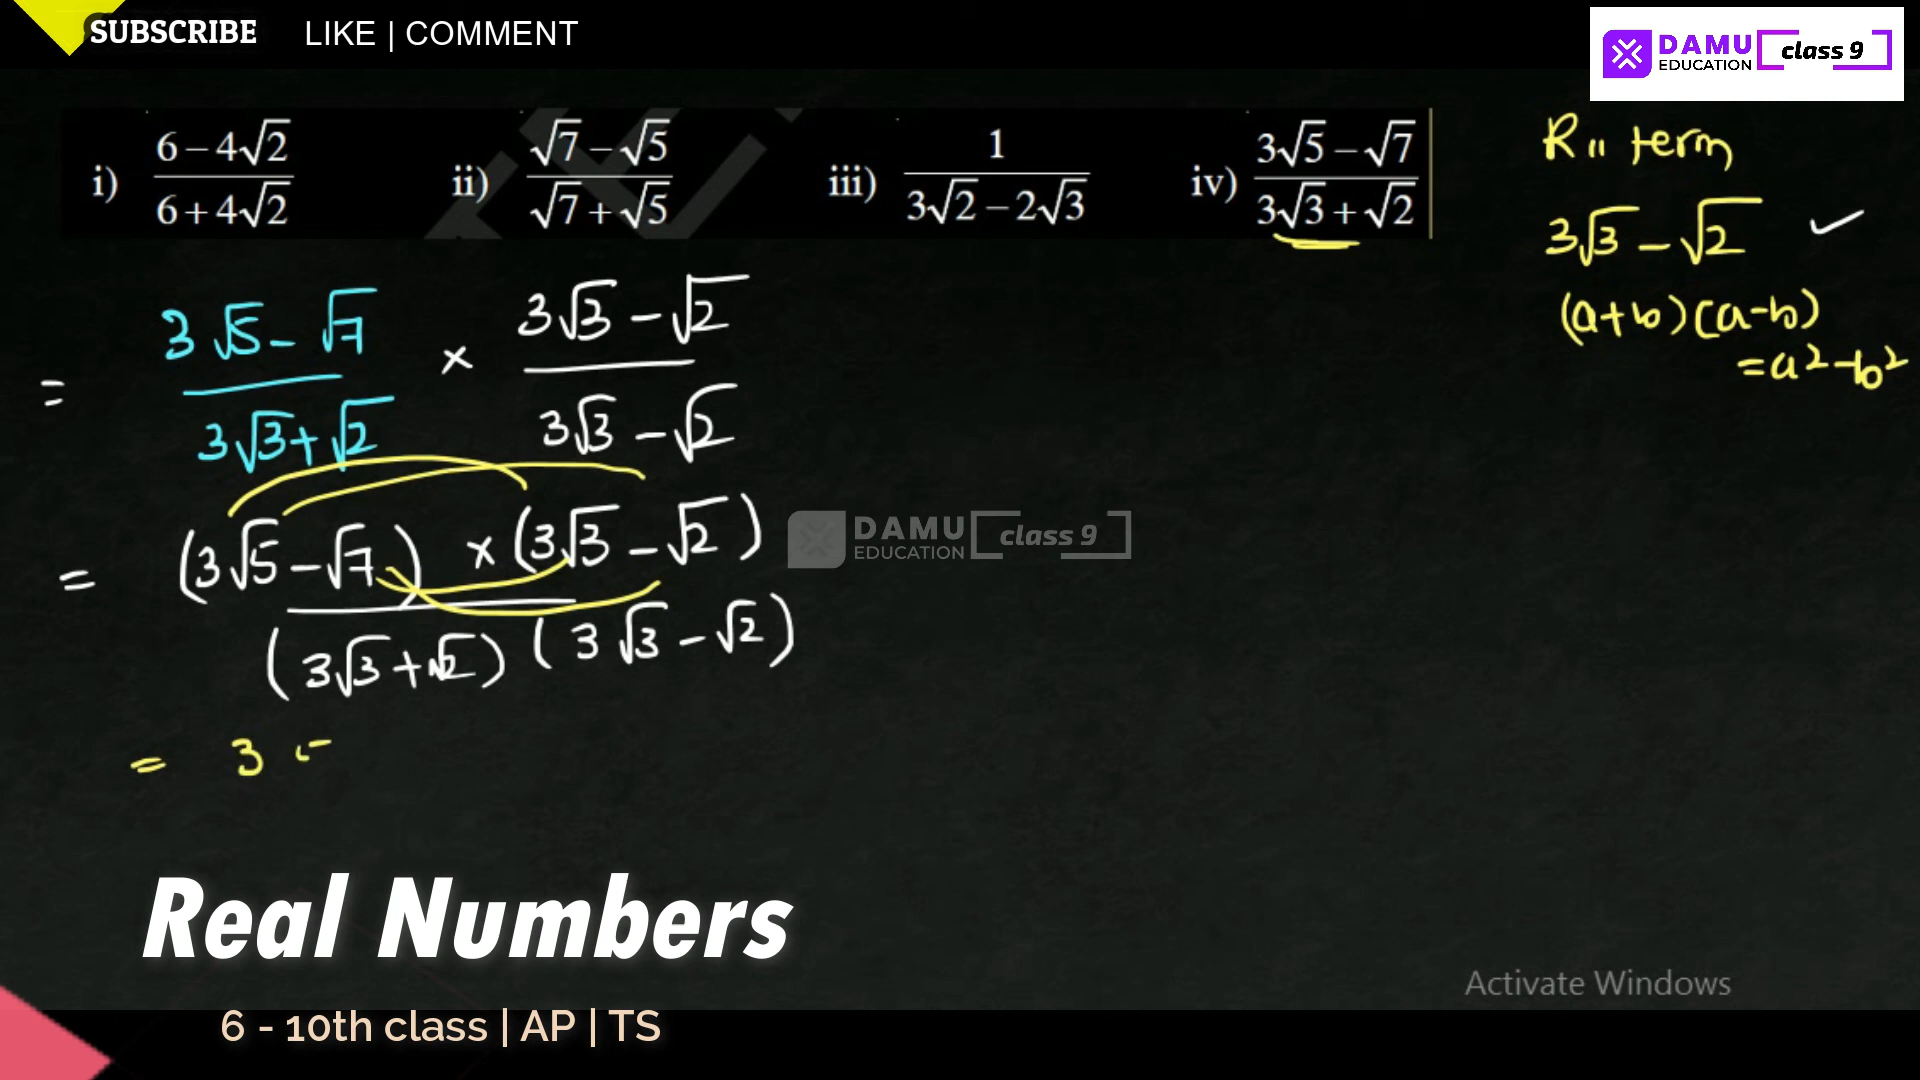 SUBSCRIBE LIKE | COMMENT
DAMU EDUCATION class 9
i) (6 − 4√2)/(6 + 4√2) ii) (√7 − √5)/(√7 + √5) iii) 1/(3√2 − 2√3) iv) (3√5 − √7)/(3√3 + √2)
R॥ term
3√3 − √2 ✓
(a+b)(a-b)
= a² - b²
= (3√5 − √7)/(3√3 + √2) × (3√3 − √2)/(3√3 − √2)
= (3√5 − √7) × (3√3 − √2)/(3√3 + √2)(3√3 − √2)
DAMU EDUCATION class 9
= 3
Real Numbers
Activate Windows
6 - 10th class | AP | TS